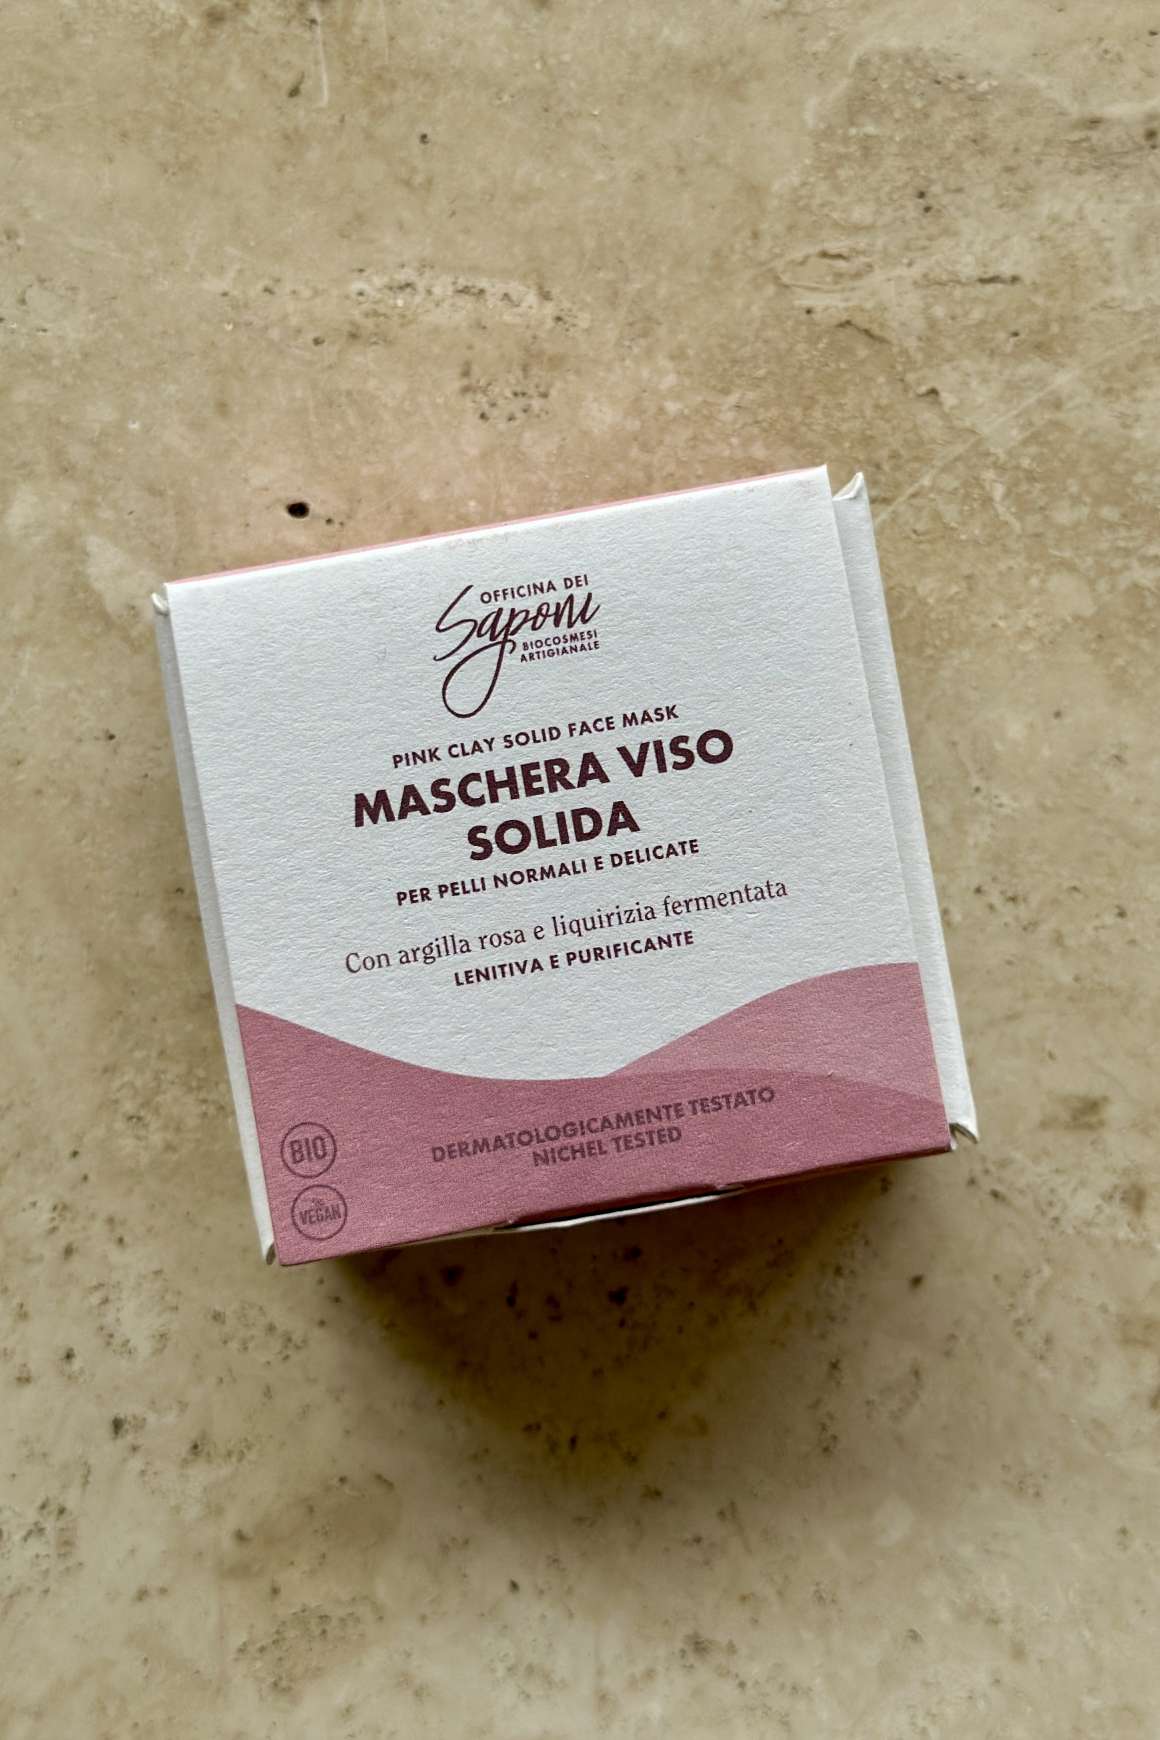 OFFICINA DEI
Saponi
BIOCOSMESI
ARTIGIANALE
PINK CLAY SOLID FACE MASK
MASCHERA VISO
SOLIDA
PER PELLI NORMALI E DELICATE
Con argilla rosa e liquirizia fermentata
LENITIVA E PURIFICANTE
DERMATOLOGICAMENTE TESTATO
NICHEL TESTED
BIO
VEGAN